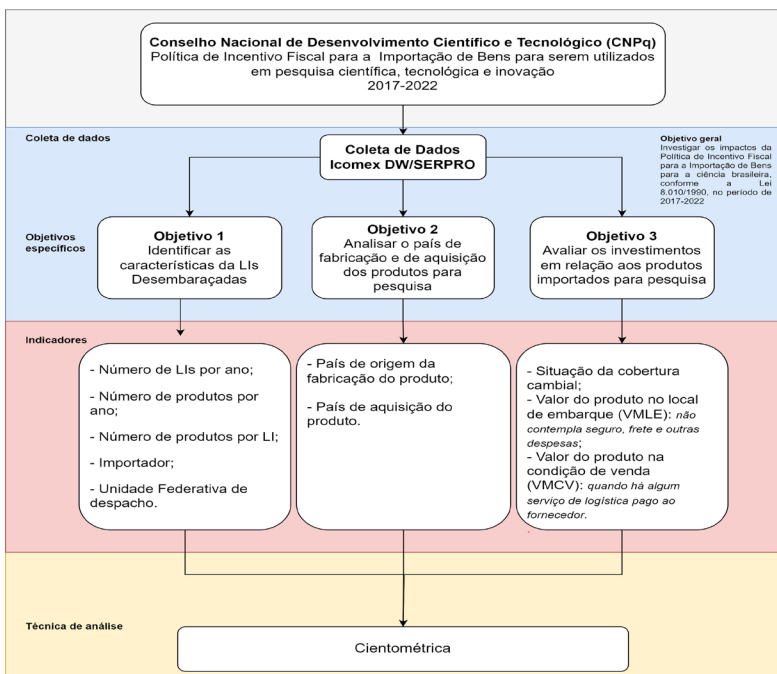 Conselho Nacional de Desenvolvimento Científico e Tecnológico (CNPq)
Política de Incentivo Fiscal para a Importação de Bens para serem utilizados
em pesquisa científica, tecnológica e inovação
2017-2022
Coleta de dados
Coleta de Dados
Icomex DW/SERPRO
Objetivo geral
Investigar os impactos da
Política de Incentivo Fiscal
para a Importação de Bens
para a ciência brasileira,
conforme a Lei
8.010/1990, no período de
2017-2022
Objetivos
específicos
Objetivo 1
Identificar as
características da LIs
Desembaraçadas
Objetivo 2
Analisar o país de
fabricação e de aquisição
dos produtos para
pesquisa
Objetivo 3
Avaliar os investimentos
em relação aos produtos
importados para pesquisa
Indicadores
- Número de LIs por ano;
- Número de produtos por
ano;
- Número de produtos por LI;
- Importador;
- Unidade Federativa de
despacho.
- País de origem da
fabricação do produto;
- País de aquisição do
produto.
- Situação da cobertura
cambial;
- Valor do produto no local
de embarque (VMLE): não
contempla seguro, frete e outras
despesas;
- Valor do produto na
condição de venda
(VMCV): quando há algum
serviço de logística pago ao
fornecedor.
Técnica de análise
Cientométrica